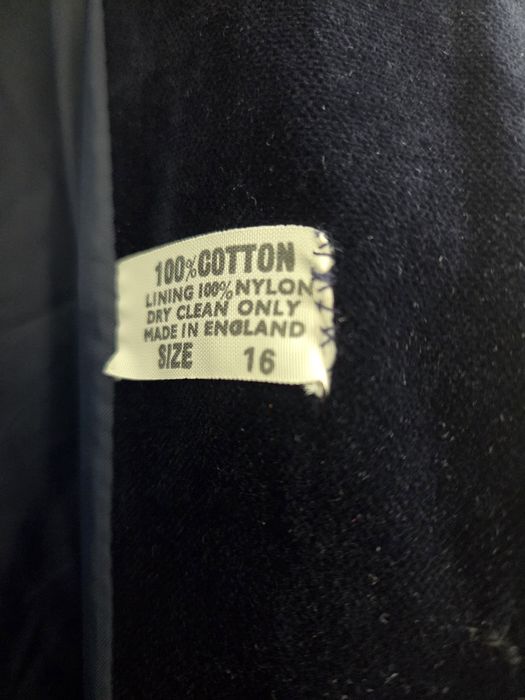 100% COTTON
LINING 100% NYLON
DRY CLEAN ONLY
MADE IN ENGLAND
SIZE 16